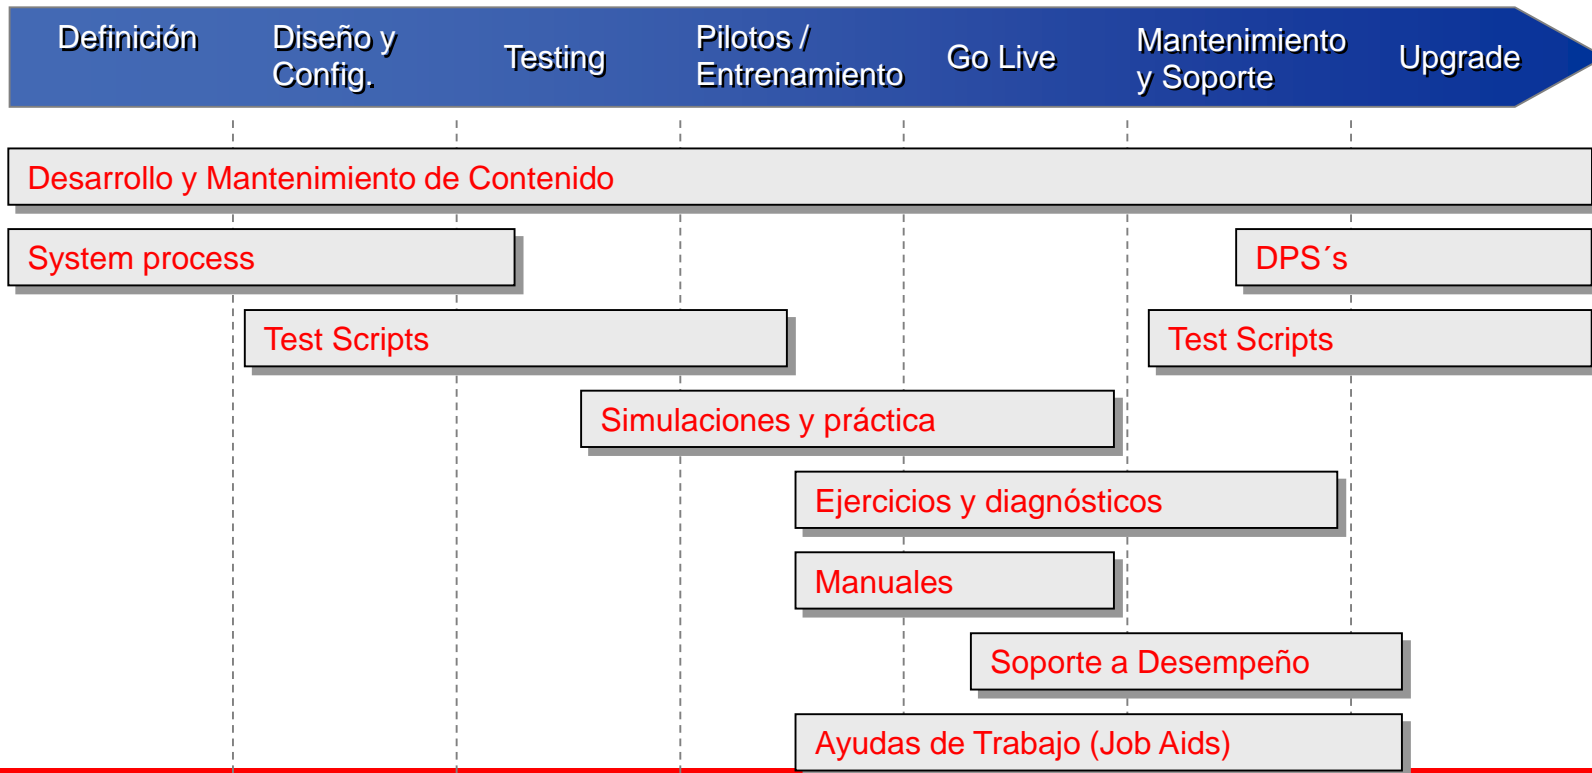 Definición
Diseño y
Config.
Testing
Pilotos /
Entrenamiento
Go Live
Mantenimiento
y Soporte
Upgrade
Desarrollo y Mantenimiento de Contenido
System process
DPS´s
Test Scripts
Test Scripts
Simulaciones y práctica
Ejercicios y diagnósticos
Manuales
Soporte a Desempeño
Ayudas de Trabajo (Job Aids)